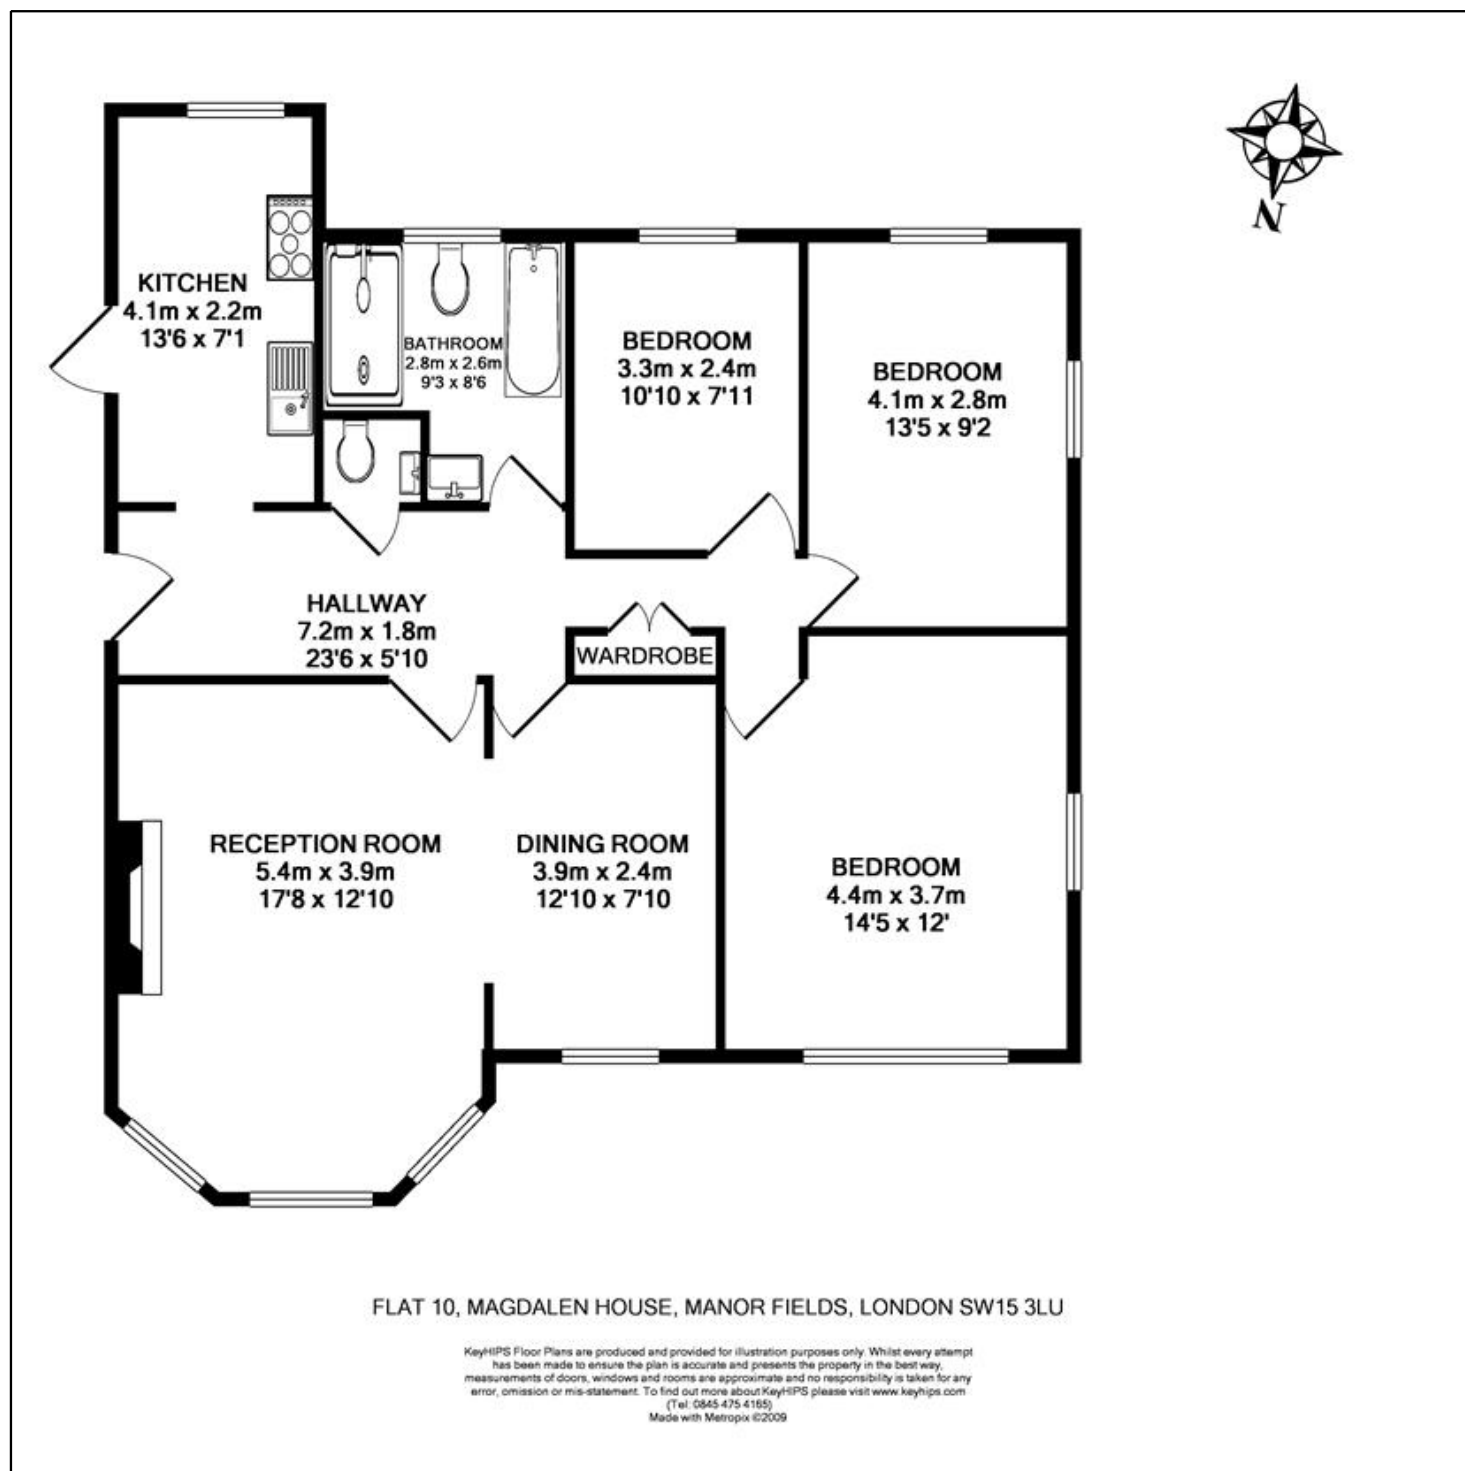 N
KITCHEN
4.1m x 2.2m
13'6 x 7'1
BATHROOM
2.8m x 2.6m
9'3 x 8'6
BEDROOM
3.3m x 2.4m
10'10 x 7'11
BEDROOM
4.1m x 2.8m
13'5 x 9'2
HALLWAY
7.2m x 1.8m
23'6 x 5'10
WARDROBE
RECEPTION ROOM
5.4m x 3.9m
17'8 x 12'10
DINING ROOM
3.9m x 2.4m
12'10 x 7'10
BEDROOM
4.4m x 3.7m
14'5 x 12'
FLAT 10, MAGDALEN HOUSE, MANOR FIELDS, LONDON SW15 3LU
KeyHIPS Floor Plans are produced and provided for illustration purposes only. Whilst every attempt
has been made to ensure the plan is accurate and presents the property in the best way,
measurements of doors, windows and rooms are approximate and no responsibility is taken for any
error, omission or mis-statement. To find out more about KeyHIPS please visit www.keyhips.com
(Tel: 0845 475 4165)
Made with Metropix ©2009